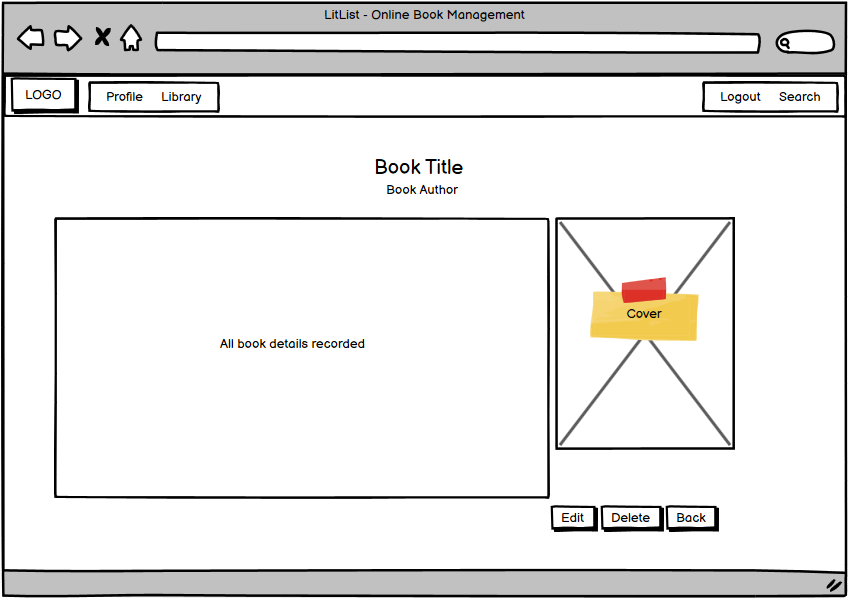 LitList - Online Book Management
LOGO
Profile Library
Logout Search
Book Title
Book Author
All book details recorded
Cover
Edit Delete Back